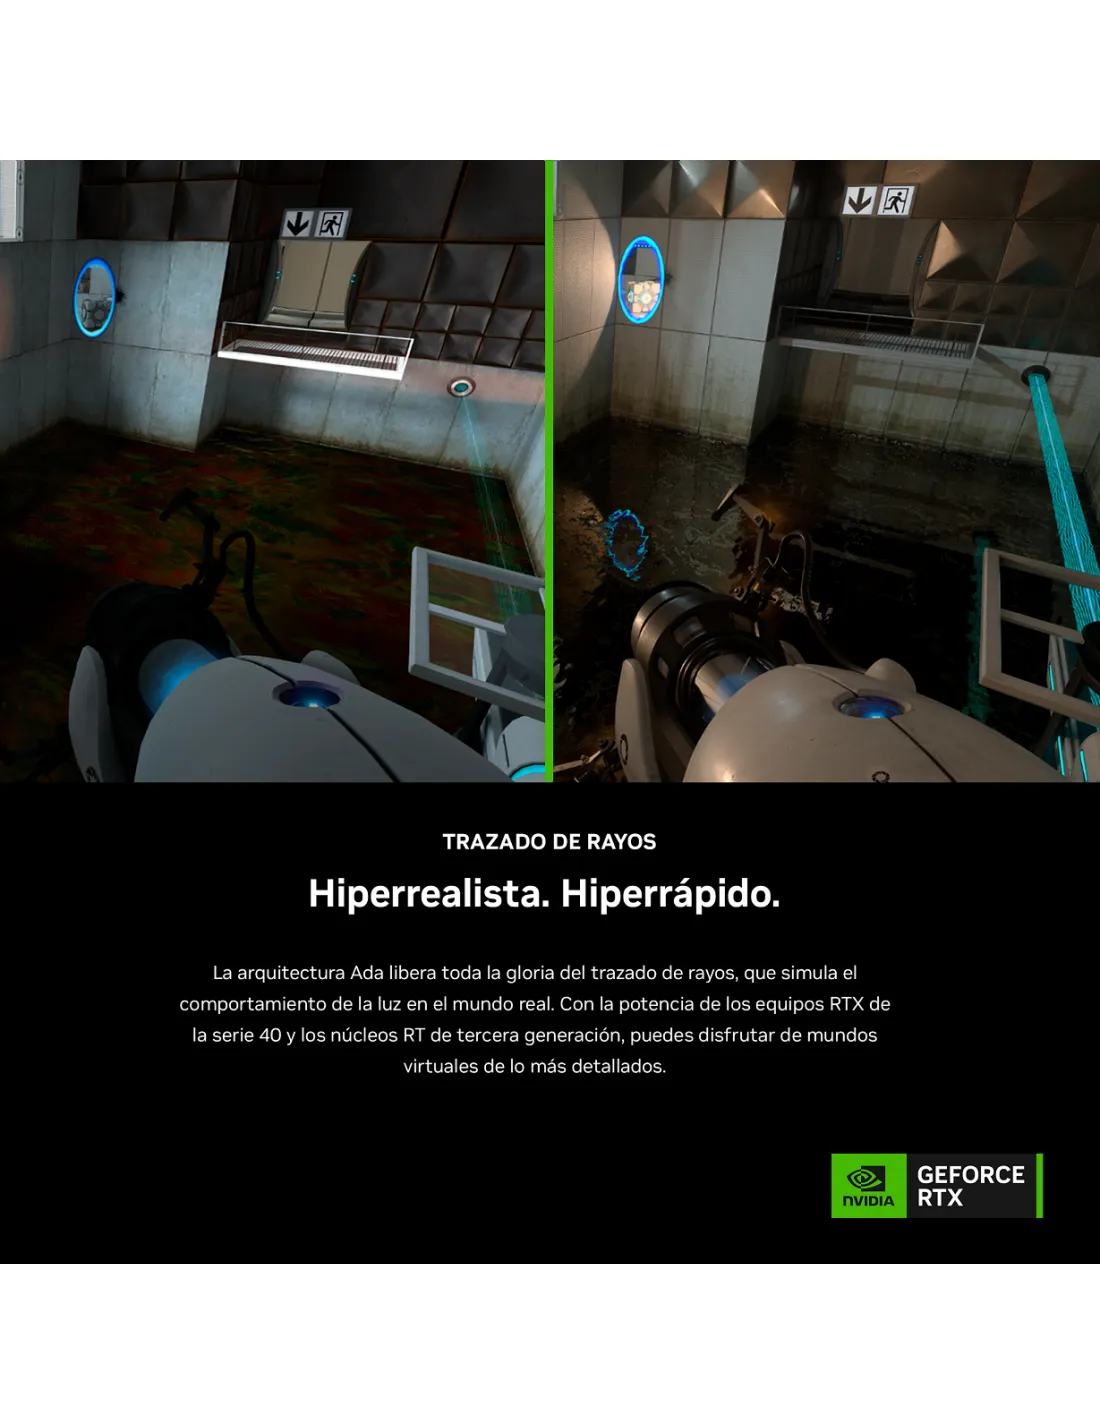 TRAZADO DE RAYOS
Hiperrealista. Hiperrápido.
La arquitectura Ada libera toda la gloria del trazado de rayos, que simula el
comportamiento de la luz en el mundo real. Con la potencia de los equipos RTX de
la serie 40 y los núcleos RT de tercera generación, puedes disfrutar de mundos
virtuales de lo más detallados.
NVIDIA
GEFORCE
RTX